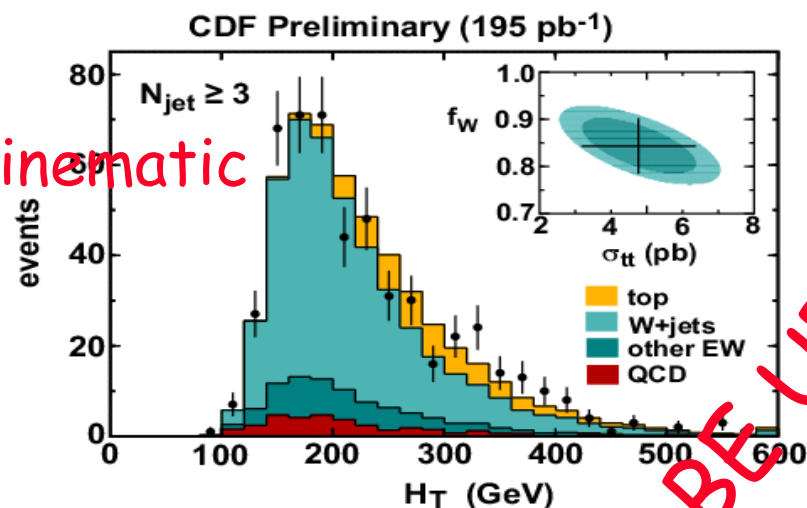 CDF Preliminary (195 pb-1)
80
60
40
20
0
events
Njet ≥ 3
inematic
1.0
0.9
0.8
0.7
fW
2 4 6 8
σtt (pb)
top
W+jets
other EW
QCD
0 100 200 300 400 500 600
HT (GeV)